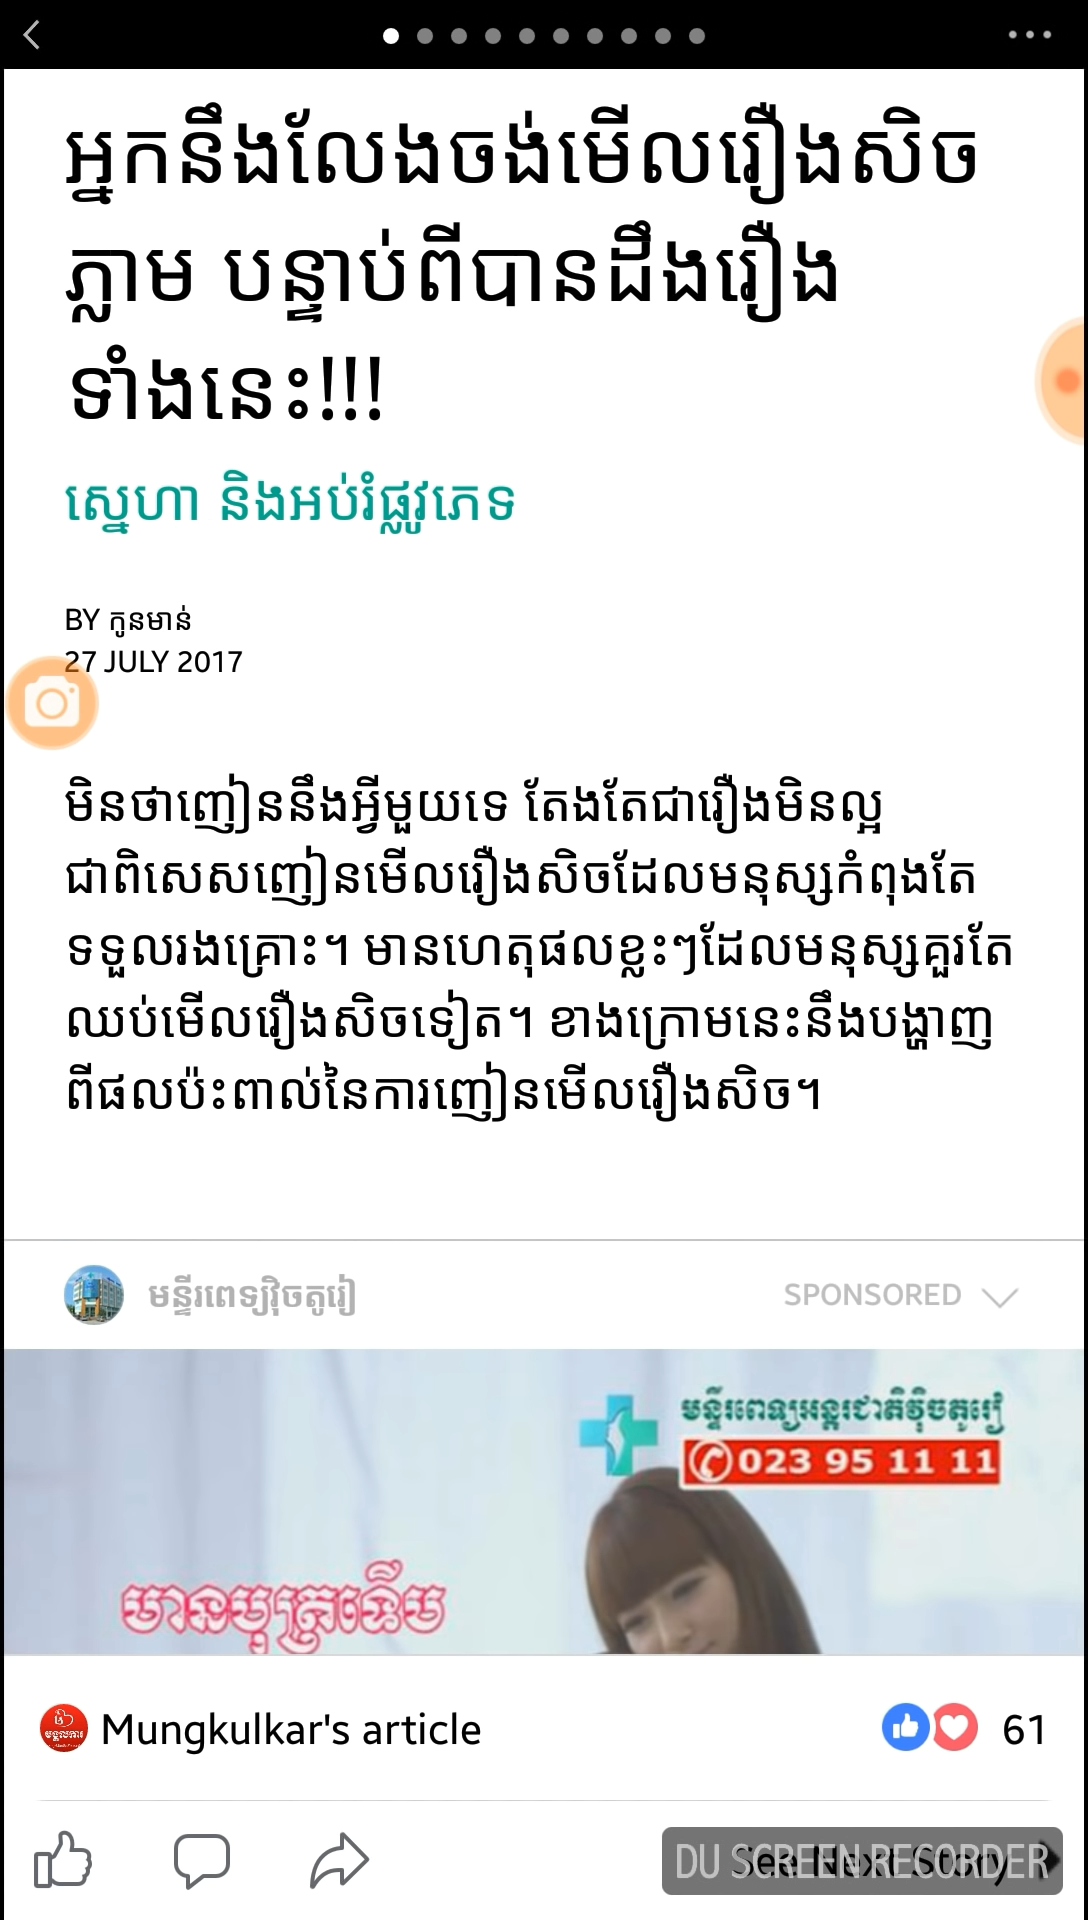 អ្នកនឹងលែងចង់មើលរឿងសិច
ភ្លាម បន្ទាប់ពីបានដឹងរឿង
ទាំងនេះ!!!
ស្នេហា និងអប់រំផ្លូវភេទ
BY កូនមាន់
27 JULY 2017
មិនថាញៀននឹងអ្វីមួយទេ តែងតែជារឿងមិនល្អ
ជាពិសេសញៀនមើលរឿងសិចដែលមនុស្សកំពុងតែ
ទទួលរងគ្រោះ។ មានហេតុផលខ្លះៗដែលមនុស្សគួរតែ
ឈប់មើលរឿងសិចទៀត។ ខាងក្រោមនេះនឹងបង្ហាញ
ពីផលប៉ះពាល់នៃការញៀនមើលរឿងសិច។
មន្ទីរពេទ្យវ៉ិចតូរៀ
SPONSORED
មន្ទីរពេទ្យអន្តរជាតិវ៉ិចតូរៀ
023 95 11 11
មានបុត្រទើប
មង្គលការ
Mungkulkar's article
61
See Next Story
DU SCREEN RECORDER